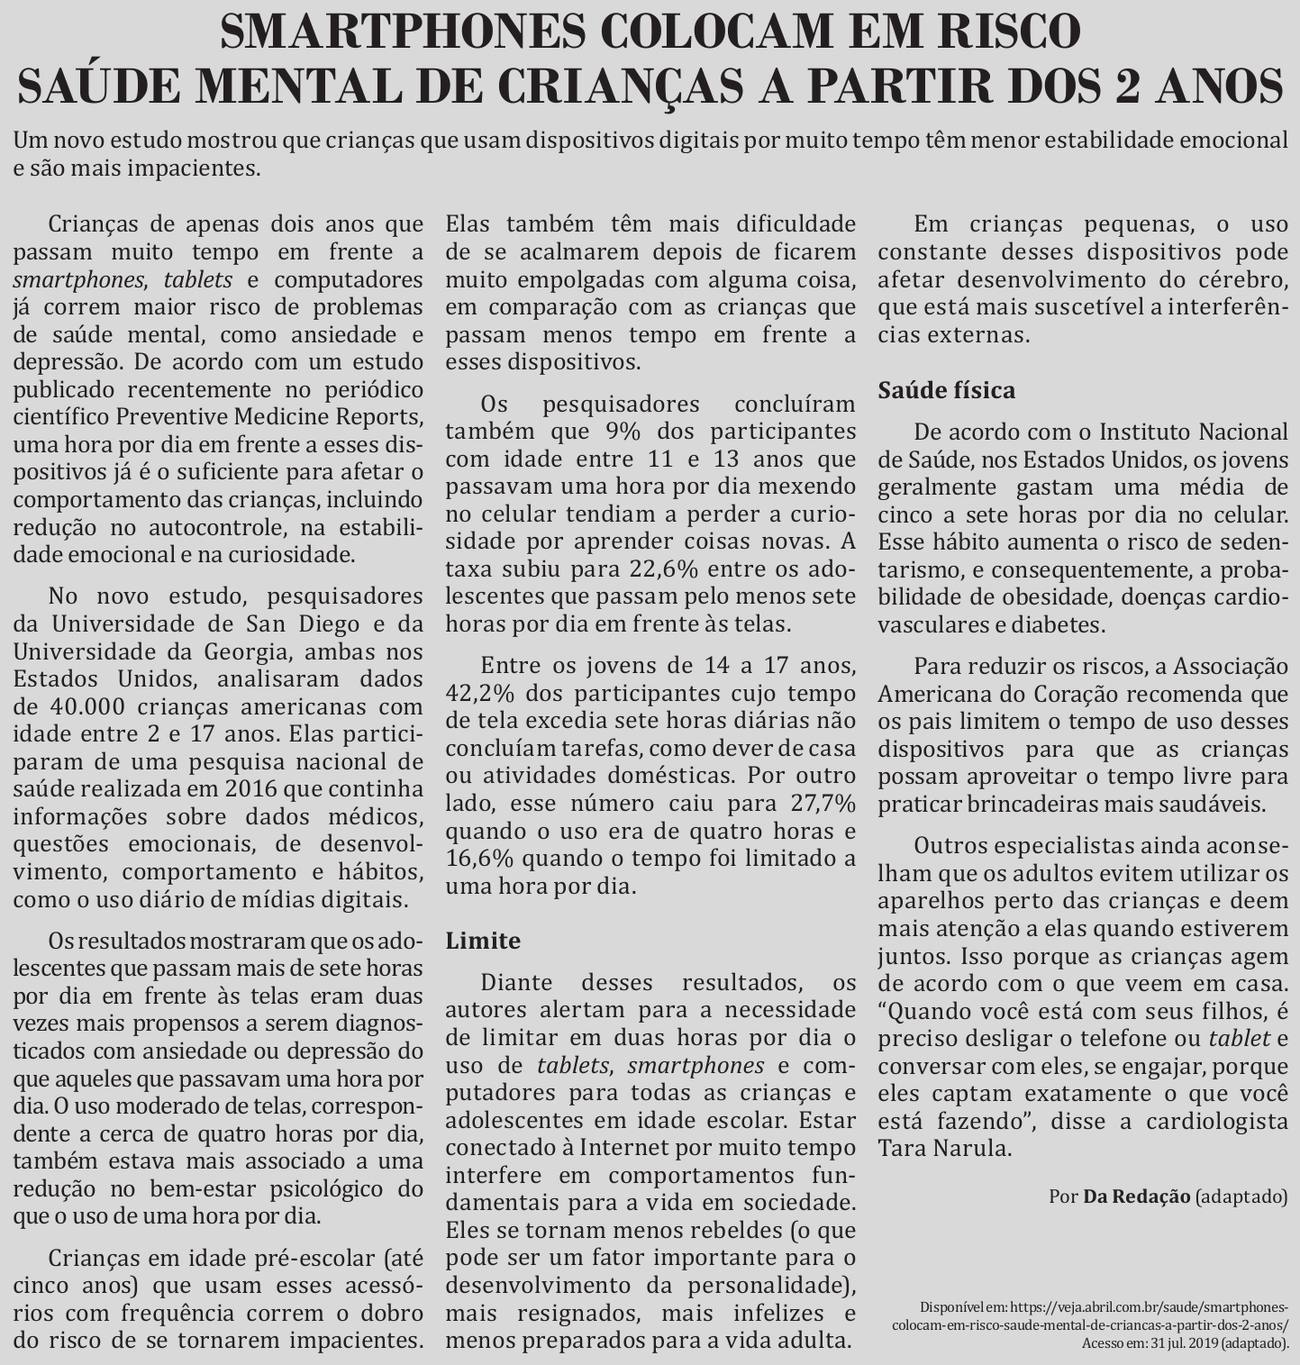 SMARTPHONES COLOCAM EM RISCO
SAÚDE MENTAL DE CRIANÇAS A PARTIR DOS 2 ANOS
Um novo estudo mostrou que crianças que usam dispositivos digitais por muito tempo têm menor estabilidade emocional
e são mais impacientes.
Crianças de apenas dois anos que
passam muito tempo em frente a
smartphones, tablets e computadores
já correm maior risco de problemas
de saúde mental, como ansiedade e
depressão. De acordo com um estudo
publicado recentemente no periódico
científico Preventive Medicine Reports,
uma hora por dia em frente a esses dis-
positivos já é o suficiente para afetar o
comportamento das crianças, incluindo
redução no autocontrole, na estabili-
dade emocional e na curiosidade.
No novo estudo, pesquisadores
da Universidade de San Diego e da
Universidade da Georgia, ambas nos
Estados Unidos, analisaram dados
de 40.000 crianças americanas com
idade entre 2 e 17 anos. Elas partici-
param de uma pesquisa nacional de
saúde realizada em 2016 que continha
informações sobre dados médicos,
questões emocionais, de desenvol-
vimento, comportamento e hábitos,
como o uso diário de mídias digitais.
Os resultados mostraram que os ado-
lescentes que passam mais de sete horas
por dia em frente às telas eram duas
vezes mais propensos a serem diagnos-
ticados com ansiedade ou depressão do
que aqueles que passavam uma hora por
dia. O uso moderado de telas, correspon-
dente a cerca de quatro horas por dia,
também estava mais associado a uma
redução no bem-estar psicológico do
que o uso de uma hora por dia.
Crianças em idade pré-escolar (até
cinco anos) que usam esses acessó-
rios com frequência correm o dobro
do risco de se tornarem impacientes.
Elas também têm mais dificuldade
de se acalmarem depois de ficarem
muito empolgadas com alguma coisa,
em comparação com as crianças que
passam menos tempo em frente a
esses dispositivos.
Os pesquisadores concluíram
também que 9% dos participantes
com idade entre 11 e 13 anos que
passavam uma hora por dia mexendo
no celular tendiam a perder a curio-
sidade por aprender coisas novas. A
taxa subiu para 22,6% entre os ado-
lescentes que passam pelo menos sete
horas por dia em frente às telas.
Entre os jovens de 14 a 17 anos,
42,2% dos participantes cujo tempo
de tela excedia sete horas diárias não
concluíam tarefas, como dever de casa
ou atividades domésticas. Por outro
lado, esse número caiu para 27,7%
quando o uso era de quatro horas e
16,6% quando o tempo foi limitado a
uma hora por dia.
Limite
Diante desses resultados, os
autores alertam para a necessidade
de limitar em duas horas por dia o
uso de tablets, smartphones e com-
putadores para todas as crianças e
adolescentes em idade escolar. Estar
conectado à Internet por muito tempo
interfere em comportamentos fun-
damentais para a vida em sociedade.
Eles se tornam menos rebeldes (o que
pode ser um fator importante para o
desenvolvimento da personalidade),
mais resignados, mais infelizes e
menos preparados para a vida adulta.
Em crianças pequenas, o uso
constante desses dispositivos pode
afetar desenvolvimento do cérebro,
que está mais suscetível a interferên-
cias externas.
Saúde física
De acordo com o Instituto Nacional
de Saúde, nos Estados Unidos, os jovens
geralmente gastam uma média de
cinco a sete horas por dia no celular.
Esse hábito aumenta o risco de seden-
tarismo, e consequentemente, a proba-
bilidade de obesidade, doenças cardio-
vasculares e diabetes.
Para reduzir os riscos, a Associação
Americana do Coração recomenda que
os pais limitem o tempo de uso desses
dispositivos para que as crianças
possam aproveitar o tempo livre para
praticar brincadeiras mais saudáveis.
Outros especialistas ainda aconse-
lham que os adultos evitem utilizar os
aparelhos perto das crianças e deem
mais atenção a elas quando estiverem
juntos. Isso porque as crianças agem
de acordo com o que veem em casa.
“Quando você está com seus filhos, é
preciso desligar o telefone ou tablet e
conversar com eles, se engajar, porque
eles captam exatamente o que você
está fazendo”, disse a cardiologista
Tara Narula.
Por Da Redação (adaptado)
Disponível em: https://veja.abril.com.br/saude/smartphones-
colocam-em-risco-saude-mental-de-criancas-a-partir-dos-2-anos/
Acesso em: 31 jul. 2019 (adaptado).